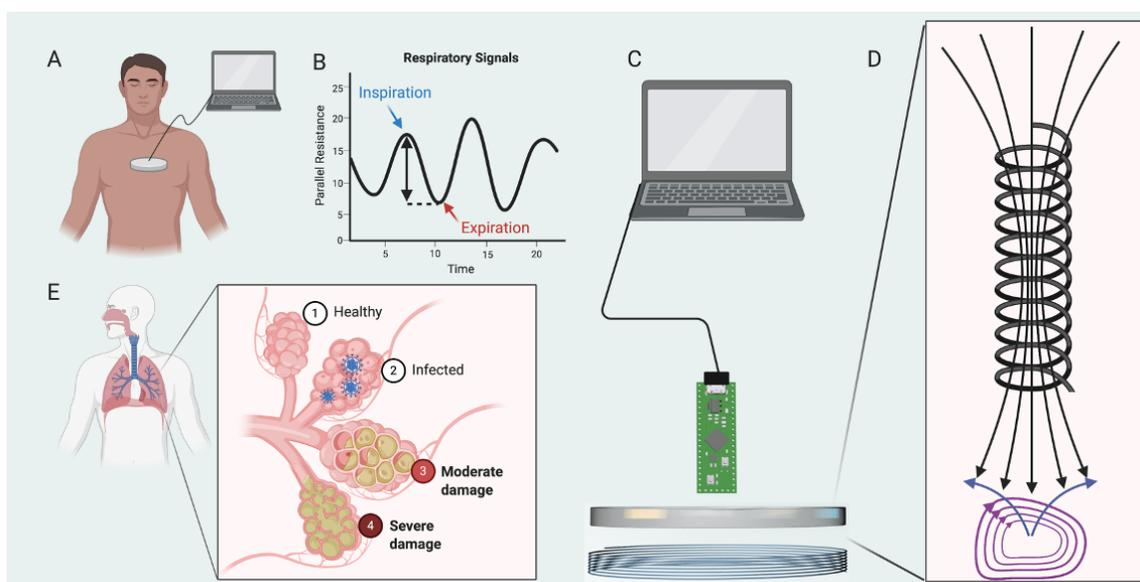 A
B
Respiratory Signals
Inspiration
Parallel Resistance
25
20
15
10
5
0
Expiration
5
10
15
20
Time
C
D
E
1 Healthy
2 Infected
3 Moderate
damage
4 Severe
damage